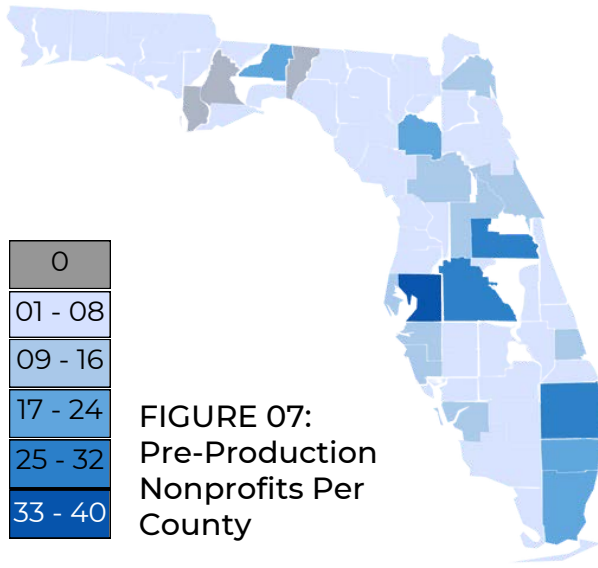 0
01 - 08
09 - 16
17 - 24
25 - 32
33 - 40
FIGURE 07:
Pre-Production
Nonprofits Per
County